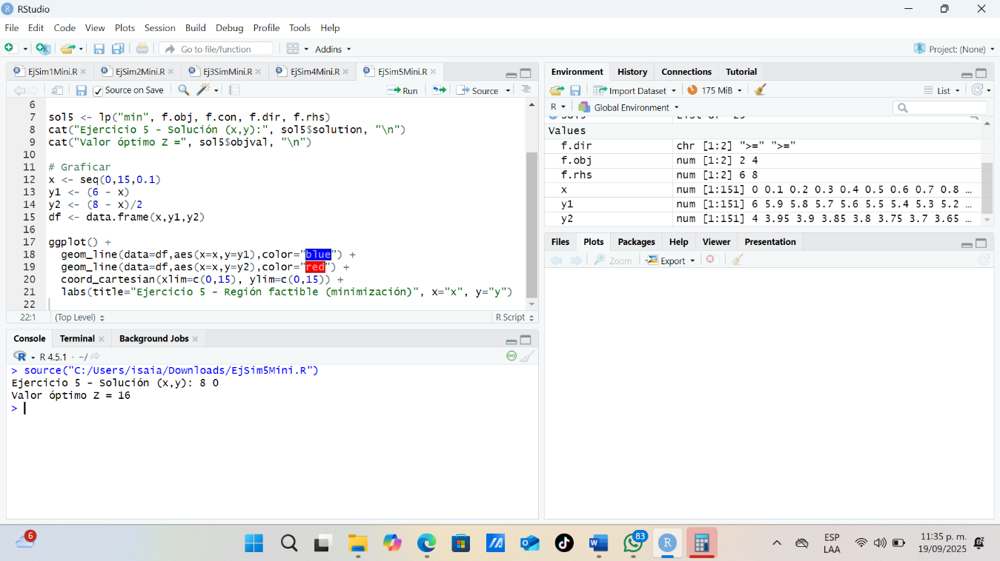 RStudio
File Edit Code View Plots Session Build Debug Profile Tools Help
Go to file/function Addins Project: (None)
EjSim1Mini.R EjSim2Mini.R Ej3SimMini.R EjSim4Mini.R EjSim5Mini.R
Source on Save Run Source
6
7 sol5 <- lp("min", f.obj, f.con, f.dir, f.rhs)
8 cat("Ejercicio 5 - Solución (x,y):", sol5$solution, "\n")
9 cat("Valor óptimo Z =", sol5$objval, "\n")
10
11 # Graficar
12 x <- seq(0,15,0.1)
13 y1 <- (6 - x)
14 y2 <- (8 - x)/2
15 df <- data.frame(x,y1,y2)
16
17 ggplot() +
18 geom_line(data=df,aes(x=x,y=y1),color="blue") +
19 geom_line(data=df,aes(x=x,y=y2),color="red") +
20 coord_cartesian(xlim=c(0,15), ylim=c(0,15)) +
21 labs(title="Ejercicio 5 - Región factible (minimización)", x="x", y="y")
22
22:1 (Top Level) R Script
Console Terminal Background Jobs
R 4.5.1 · ~/
> source("C:/Users/isaia/Downloads/EjSim5Mini.R")
Ejercicio 5 - Solución (x,y): 8 0
Valor óptimo Z = 16
>
Environment History Connections Tutorial
Import Dataset 175 MiB List
R Global Environment
Values
f.dir chr [1:2] ">=" ">="
f.obj num [1:2] 2 4
f.rhs num [1:2] 6 8
x num [1:151] 0 0.1 0.2 0.3 0.4 0.5 0.6 0.7 0.8 ...
y1 num [1:151] 6 5.9 5.8 5.7 5.6 5.5 5.4 5.3 5.2 ...
y2 num [1:151] 4 3.95 3.9 3.85 3.8 3.75 3.7 3.65 ...
Files Plots Packages Help Viewer Presentation
Zoom Export
6
83
ESP
LAA
11:35 p. m.
19/09/2025